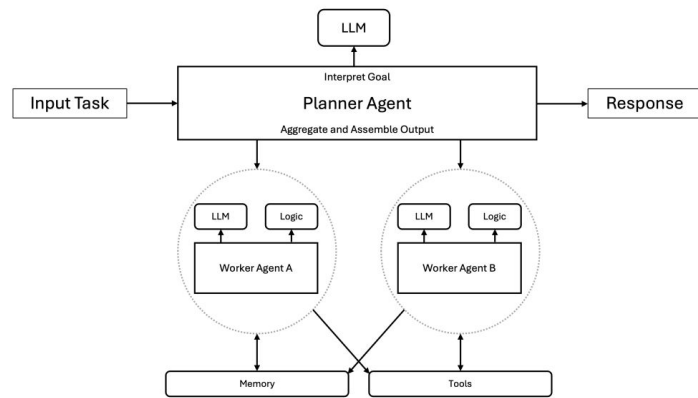 LLM
Interpret Goal
Input Task
Planner Agent
Response
Aggregate and Assemble Output
LLM
Logic
LLM
Logic
Worker Agent A
Worker Agent B
Memory
Tools